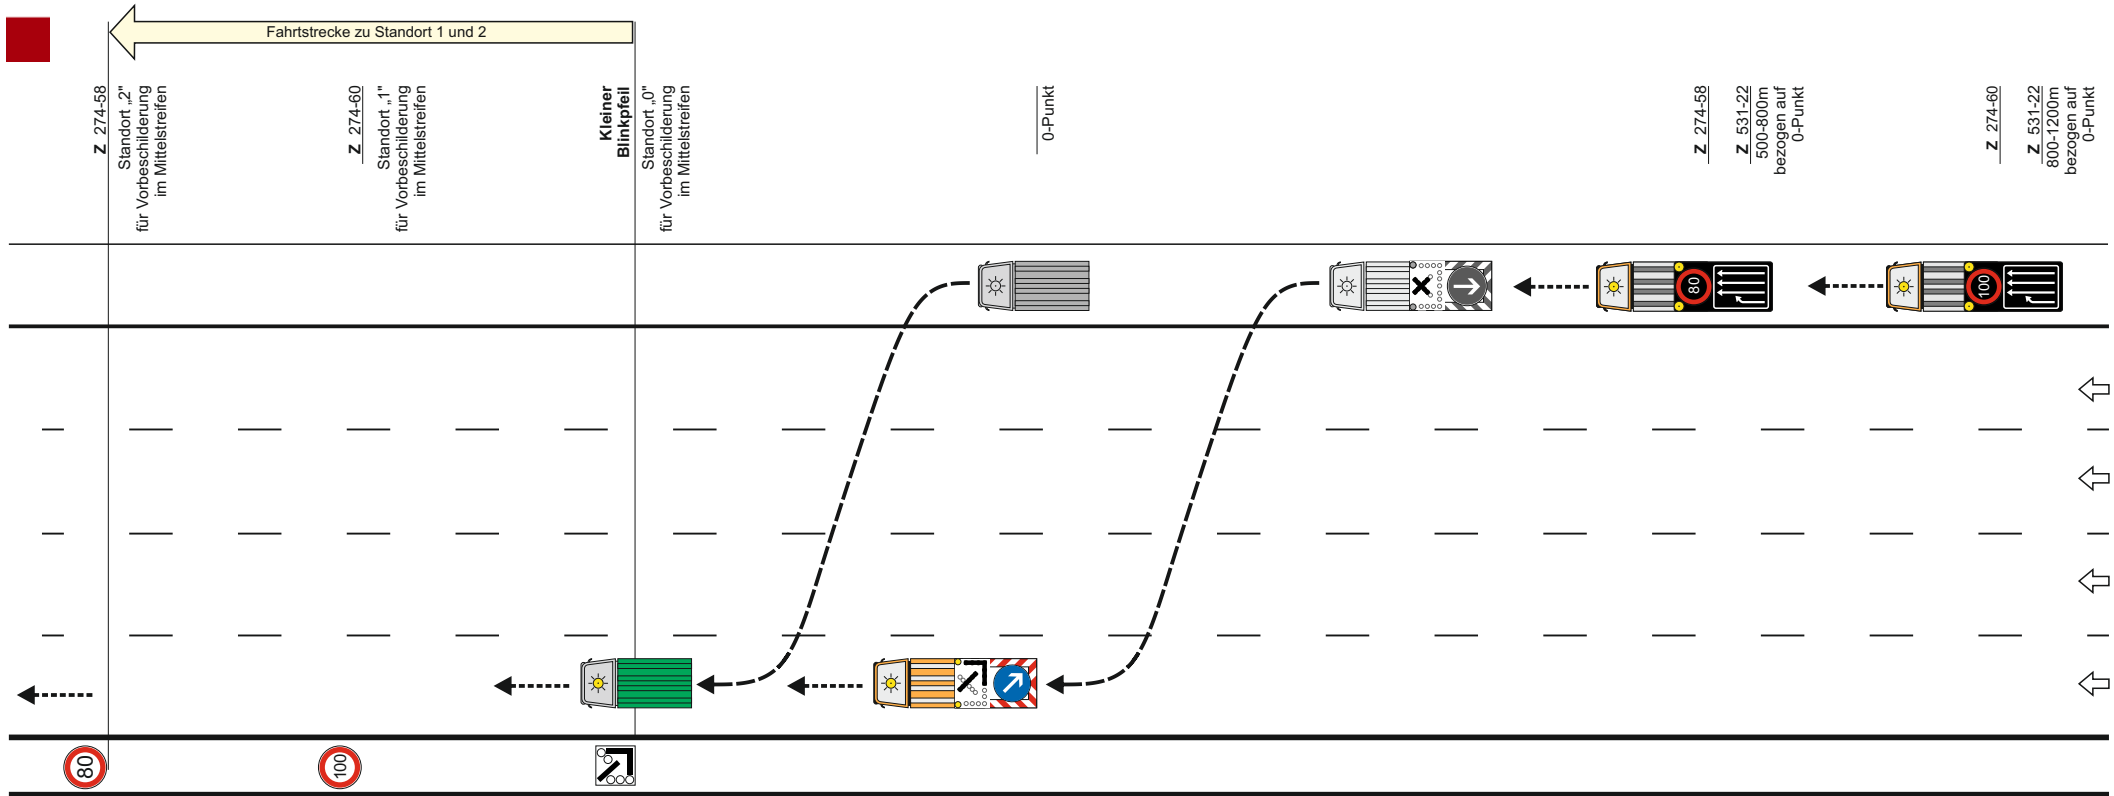 Fahrtstrecke zu Standort 1 und 2
Z 274-58
Standort „2"
für Vorbeschilderung
im Mittelstreifen
Z 274-60
Standort „1"
für Vorbeschilderung
im Mittelstreifen
Kleiner
Blinkpfeil
Standort „0"
für Vorbeschilderung
im Mittelstreifen
0-Punkt
Z 274-58
Z 531-22
500-800m
bezogen auf
0-Punkt
Z 274-60
Z 531-22
800-1200m
bezogen auf
0-Punkt
80
100
80
100